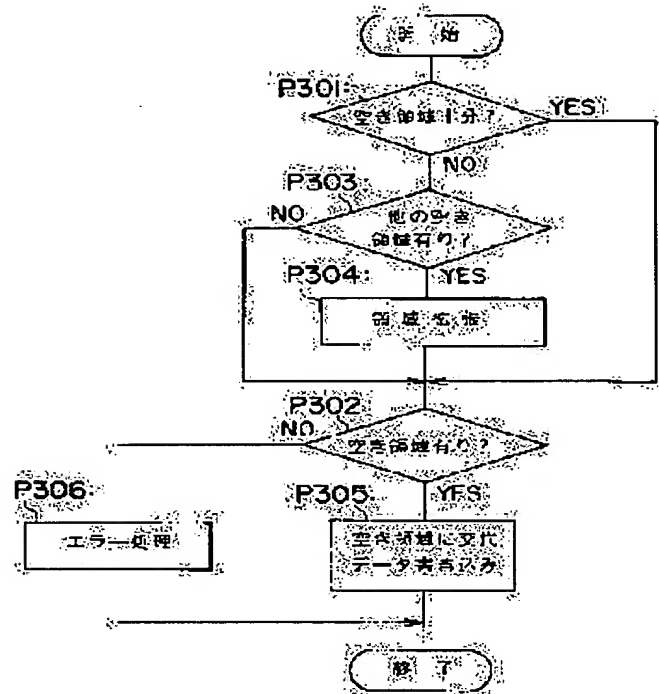 開始
P301:
空き領域十分?
YES
NO
P303:
NO
他の空き
領域有り?
P304:
YES
領域拡張
P302:
NO
空き領域有り?
P306:
P305
YES
エラー処理
空き領域に交代
データ書き込み
終了